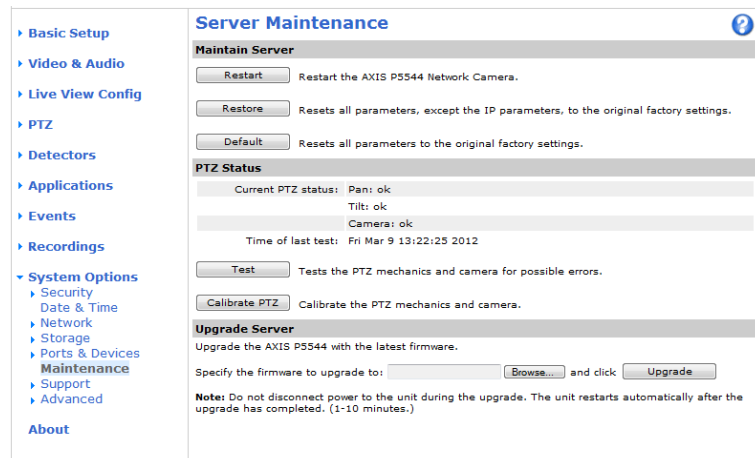 Basic Setup
Video & Audio
Live View Config
PTZ
Detectors
Applications
Events
Recordings
System Options
Security
Date & Time
Network
Storage
Ports & Devices
Maintenance
Support
Advanced
About
Server Maintenance
?
Maintain Server
Restart Restart the AXIS P5544 Network Camera.
Restore Resets all parameters, except the IP parameters, to the original factory settings.
Default Resets all parameters to the original factory settings.
PTZ Status
Current PTZ status: Pan: ok
Tilt: ok
Camera: ok
Time of last test: Fri Mar 9 13:22:25 2012
Test Tests the PTZ mechanics and camera for possible errors.
Calibrate PTZ Calibrate the PTZ mechanics and camera.
Upgrade Server
Upgrade the AXIS P5544 with the latest firmware.
Specify the firmware to upgrade to: Browse... and click Upgrade
Note: Do not disconnect power to the unit during the upgrade. The unit restarts automatically after the
upgrade has completed. (1-10 minutes.)